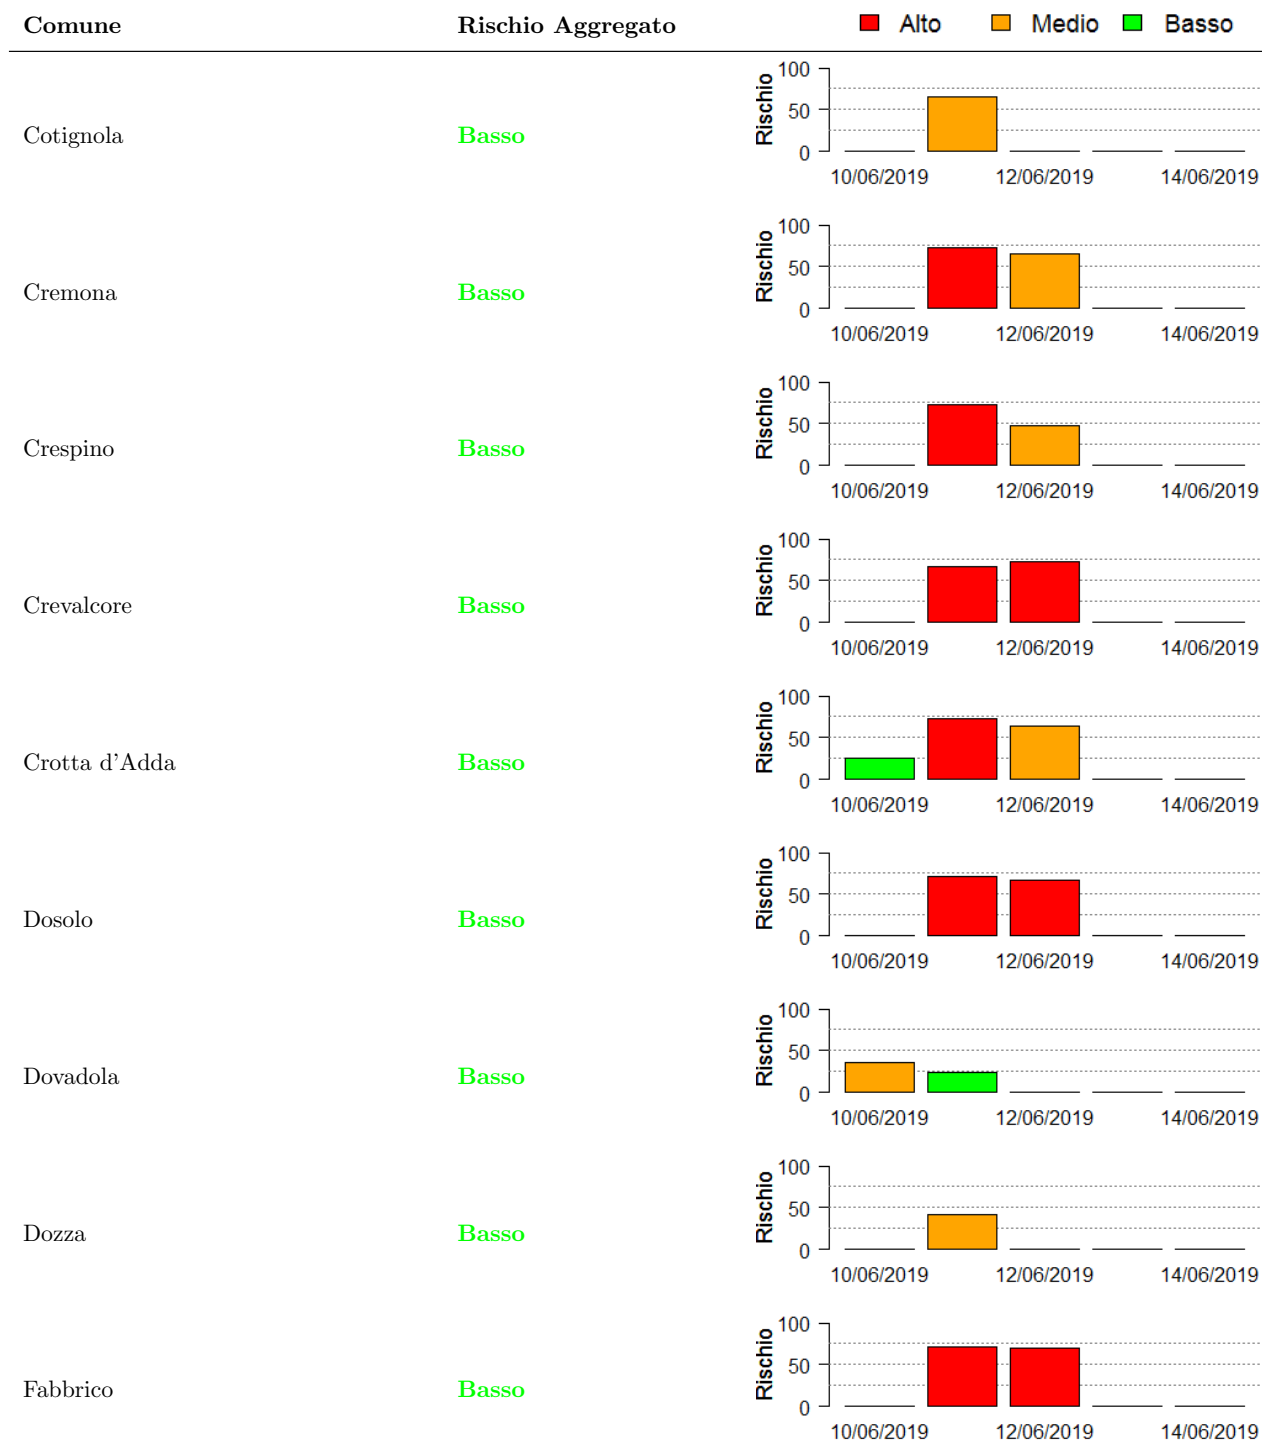 Comune Rischio Aggregato Alto Medio Basso
Cotignola Basso Rischio 100 50 0
10/06/2019 12/06/2019 14/06/2019
Cremona Basso Rischio 100 50 0
10/06/2019 12/06/2019 14/06/2019
Crespino Basso Rischio 100 50 0
10/06/2019 12/06/2019 14/06/2019
Crevalcore Basso Rischio 100 50 0
10/06/2019 12/06/2019 14/06/2019
Crotta d'Adda Basso Rischio 100 50 0
10/06/2019 12/06/2019 14/06/2019
Dosolo Basso Rischio 100 50 0
10/06/2019 12/06/2019 14/06/2019
Dovadola Basso Rischio 100 50 0
10/06/2019 12/06/2019 14/06/2019
Dozza Basso Rischio 100 50 0
10/06/2019 12/06/2019 14/06/2019
Fabbrico Basso Rischio 100 50 0
10/06/2019 12/06/2019 14/06/2019